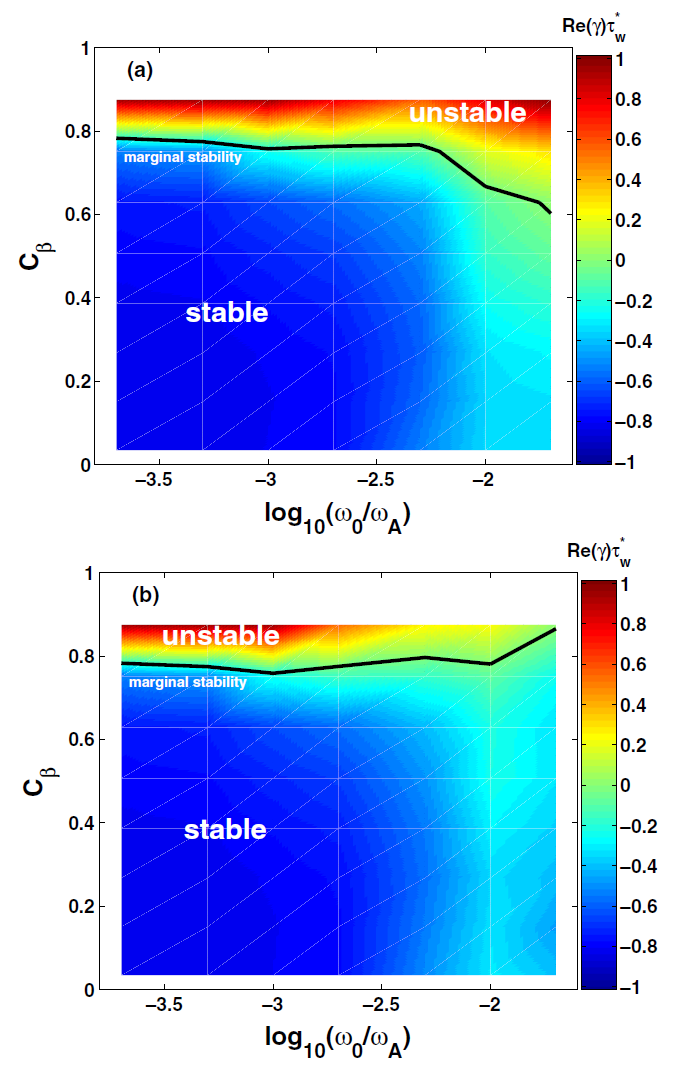 Re(γ)τ*w
(a)
unstable
marginal stability
stable
Cβ
1
0.8
0.6
0.4
0.2
0
−3.5 −3 −2.5 −2
log10(ω0/ωA)
1
0.8
0.6
0.4
0.2
0
−0.2
−0.4
−0.6
−0.8
−1
Re(γ)τ*w
(b)
unstable
marginal stability
stable
Cβ
1
0.8
0.6
0.4
0.2
0
−3.5 −3 −2.5 −2
log10(ω0/ωA)
1
0.8
0.6
0.4
0.2
0
−0.2
−0.4
−0.6
−0.8
−1